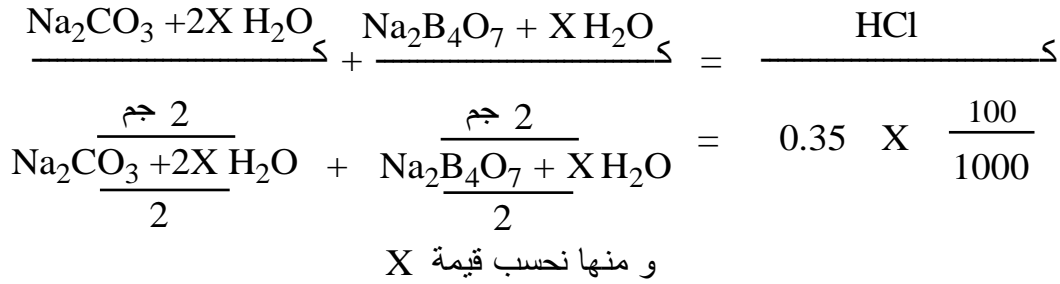 Na₂CO₃ +2X H₂O ك + Na₂B₄O₇ + X H₂O ك = HCl ك
2 جم + 2 جم = 0.35 X 100
Na₂CO₃ +2X H₂O Na₂B₄O₇ + X H₂O 1000
2 2
و منها نحسب قيمة X